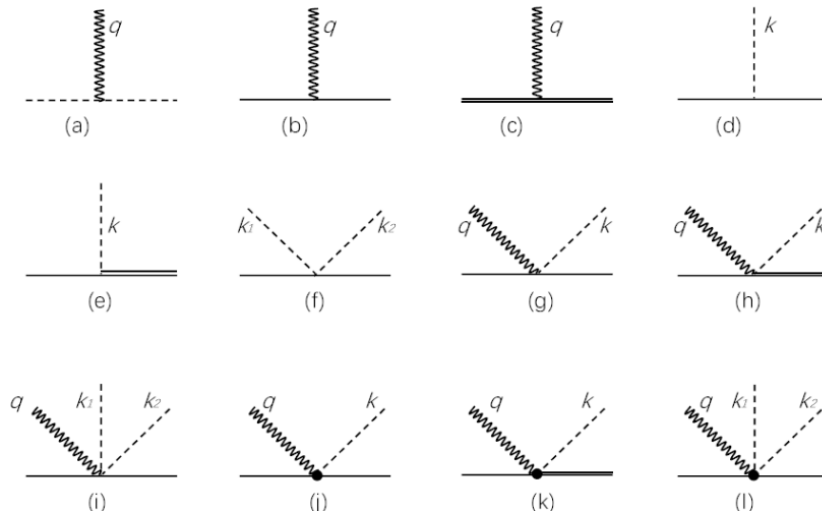 q q q k
(a) (b) (c) (d)
k k1 k2 q k q k
(e) (f) (g) (h)
q k1 k2 q k q k q k1 k2
(i) (j) (k) (l)